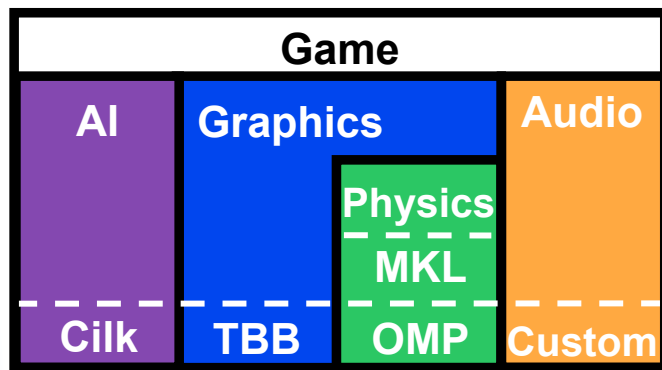 Game
AI
Graphics
Audio
Physics
MKL
Cilk
TBB
OMP
Custom